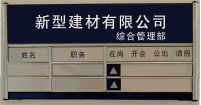 新型建材有限公司
综合管理部
姓名 职务 在岗 开会 公出 请假